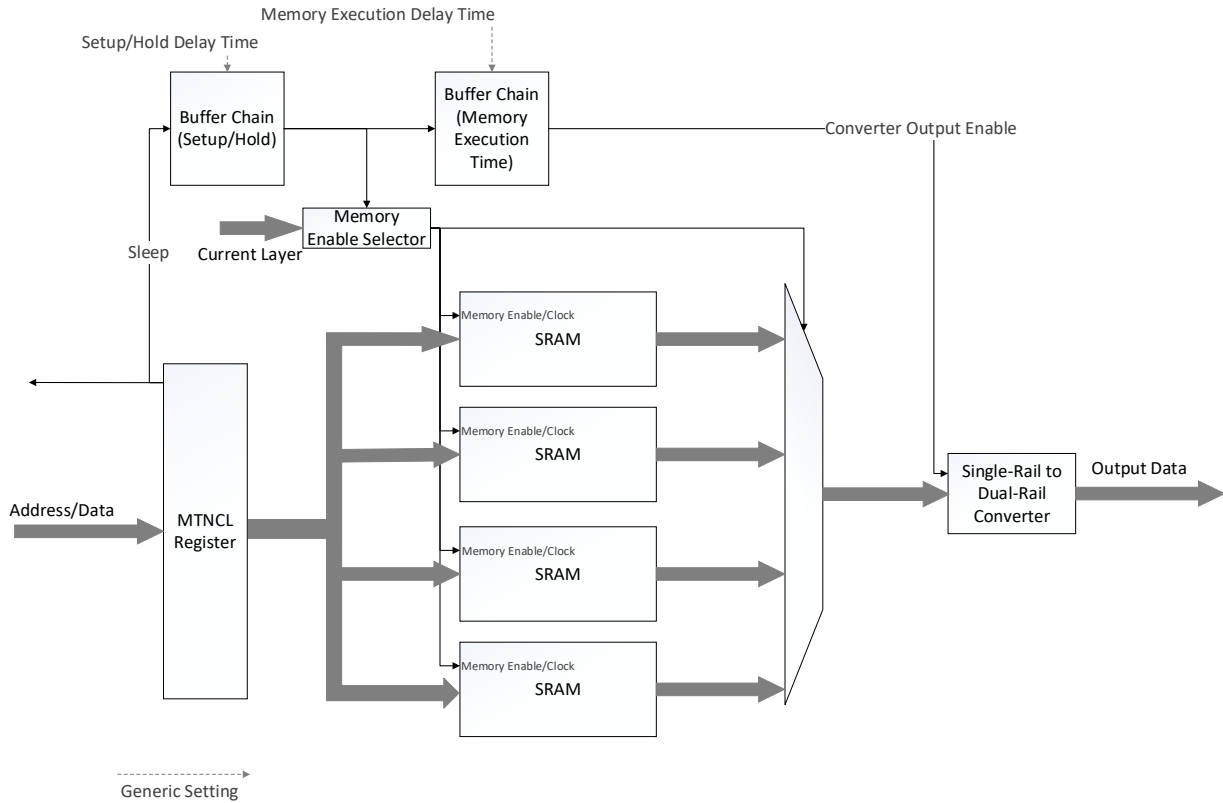 Memory Execution Delay Time
Setup/Hold Delay Time
Buffer Chain
(Setup/Hold)
Buffer Chain
(Memory
Execution
Time)
Converter Output Enable
Memory
Enable Selector
Sleep
Current Layer
Memory Enable/Clock
SRAM
Memory Enable/Clock
SRAM
Single-Rail to
Dual-Rail
Converter
Output Data
Address/Data
MTNCL
Register
Memory Enable/Clock
SRAM
Memory Enable/Clock
SRAM
Generic Setting